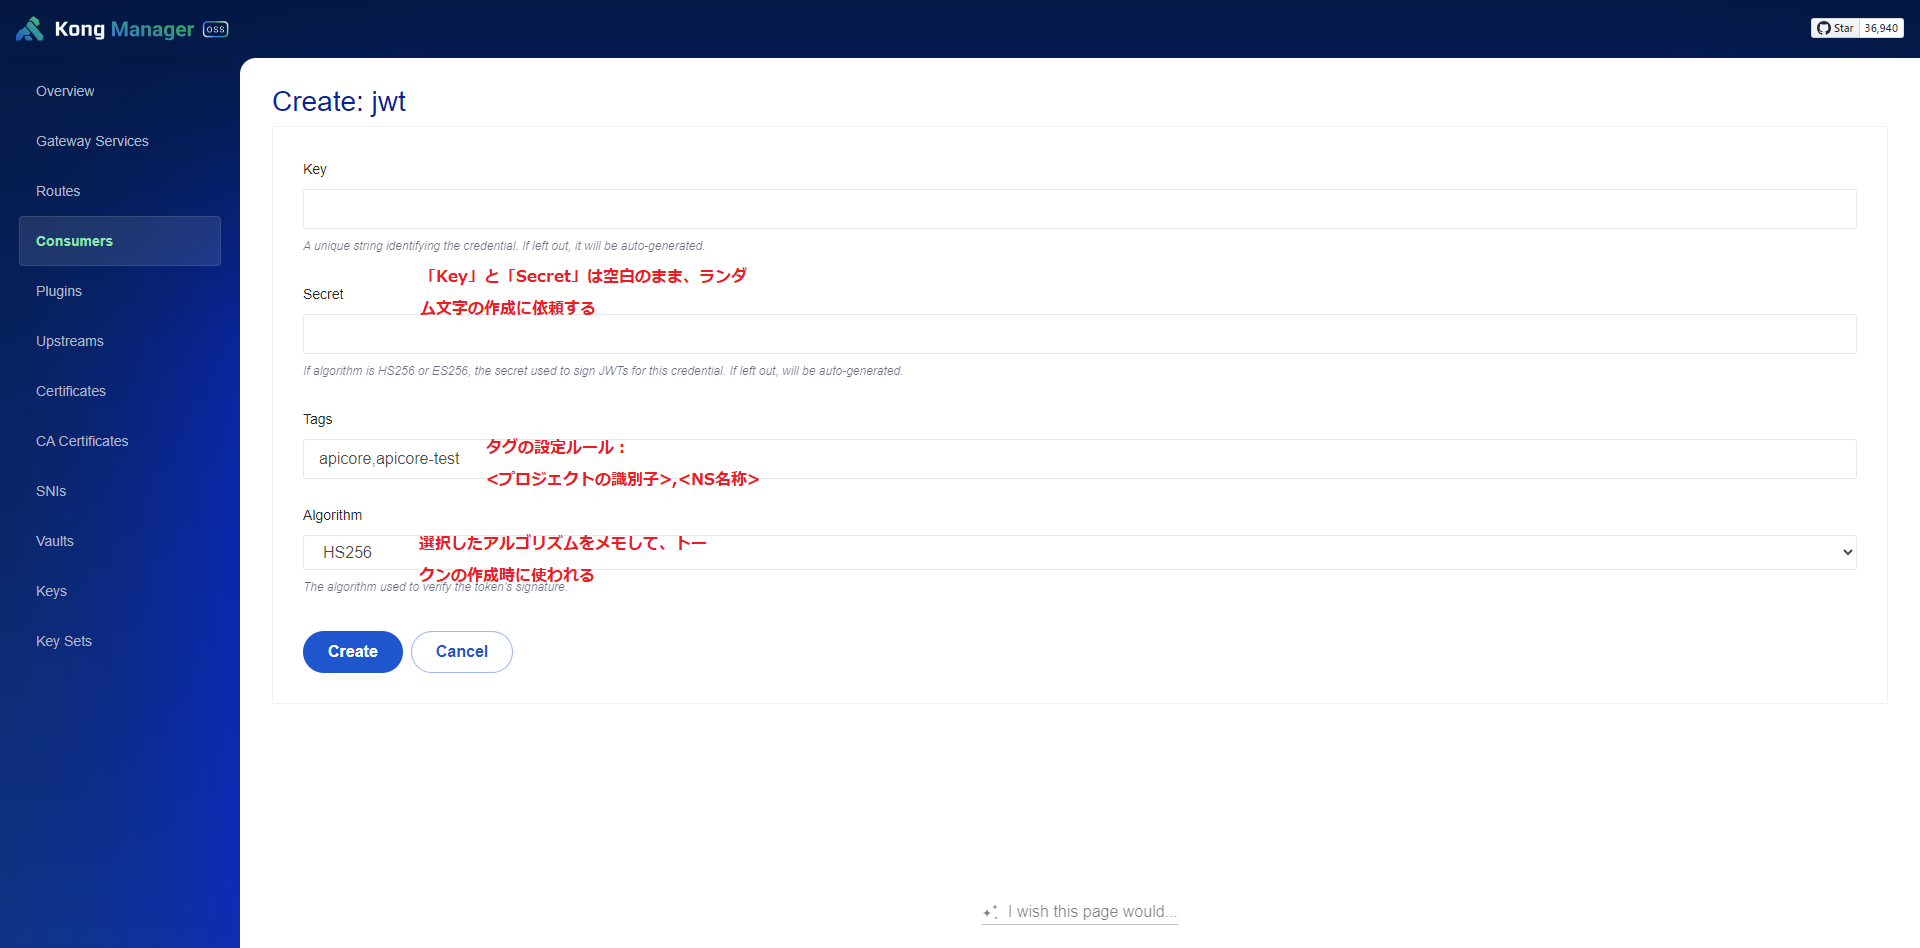 Kong Manager OSS
Star 36,940
Overview
Gateway Services
Routes
Consumers
Plugins
Upstreams
Certificates
CA Certificates
SNIs
Vaults
Keys
Key Sets
Create: jwt
Key
A unique string identifying the credential. If left out, it will be auto-generated.
「Key」と「Secret」は空白のまま、ランダ
ム文字の作成に依頼する
Secret
If algorithm is HS256 or ES256, the secret used to sign JWTs for this credential. If left out, will be auto-generated.
Tags
apicore,apicore-test
タグの設定ルール：
<プロジェクトの識別子>,<NS名称>
Algorithm
HS256
選択したアルゴリズムをメモして、トー
クンの作成時に使われる
The algorithm used to verify the token's signature.
Create
Cancel
I wish this page would...